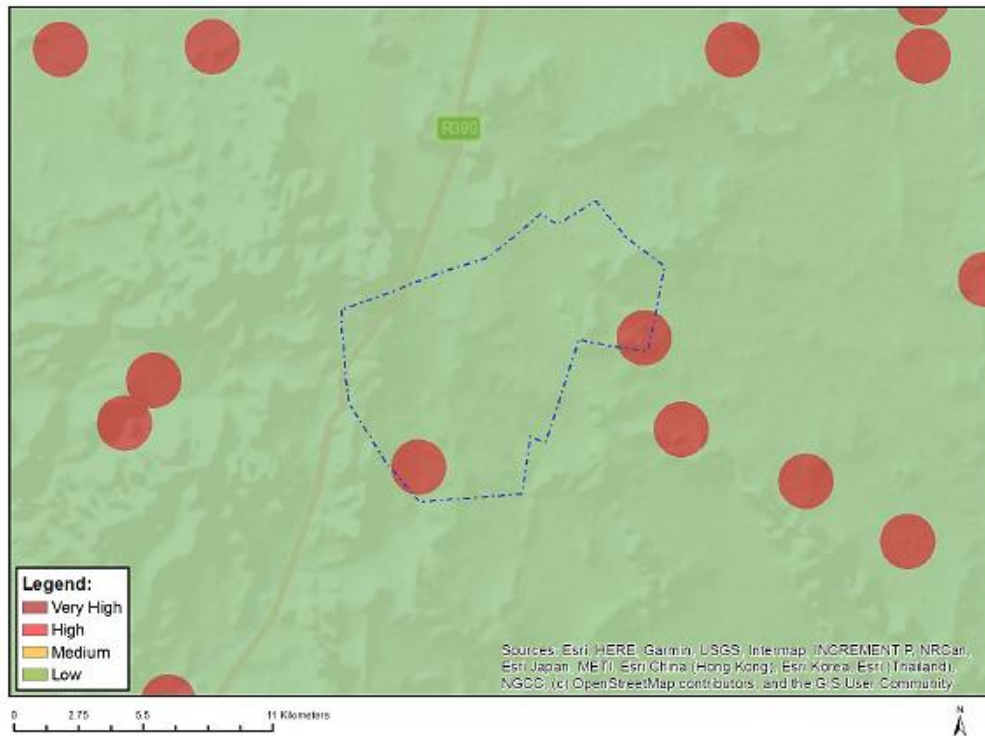 R390
Legend:
Very High
High
Medium
Low
Sources: Esri, HERE, Garmin, USGS, Intermap, INCREMENT P, NRCan,
Esri Japan, METI, Esri China (Hong Kong), Esri Korea, Esri (Thailand),
NGCC, (c) OpenStreetMap contributors, and the GIS User Community
0 2.75 5.5 11 Kilometers
N